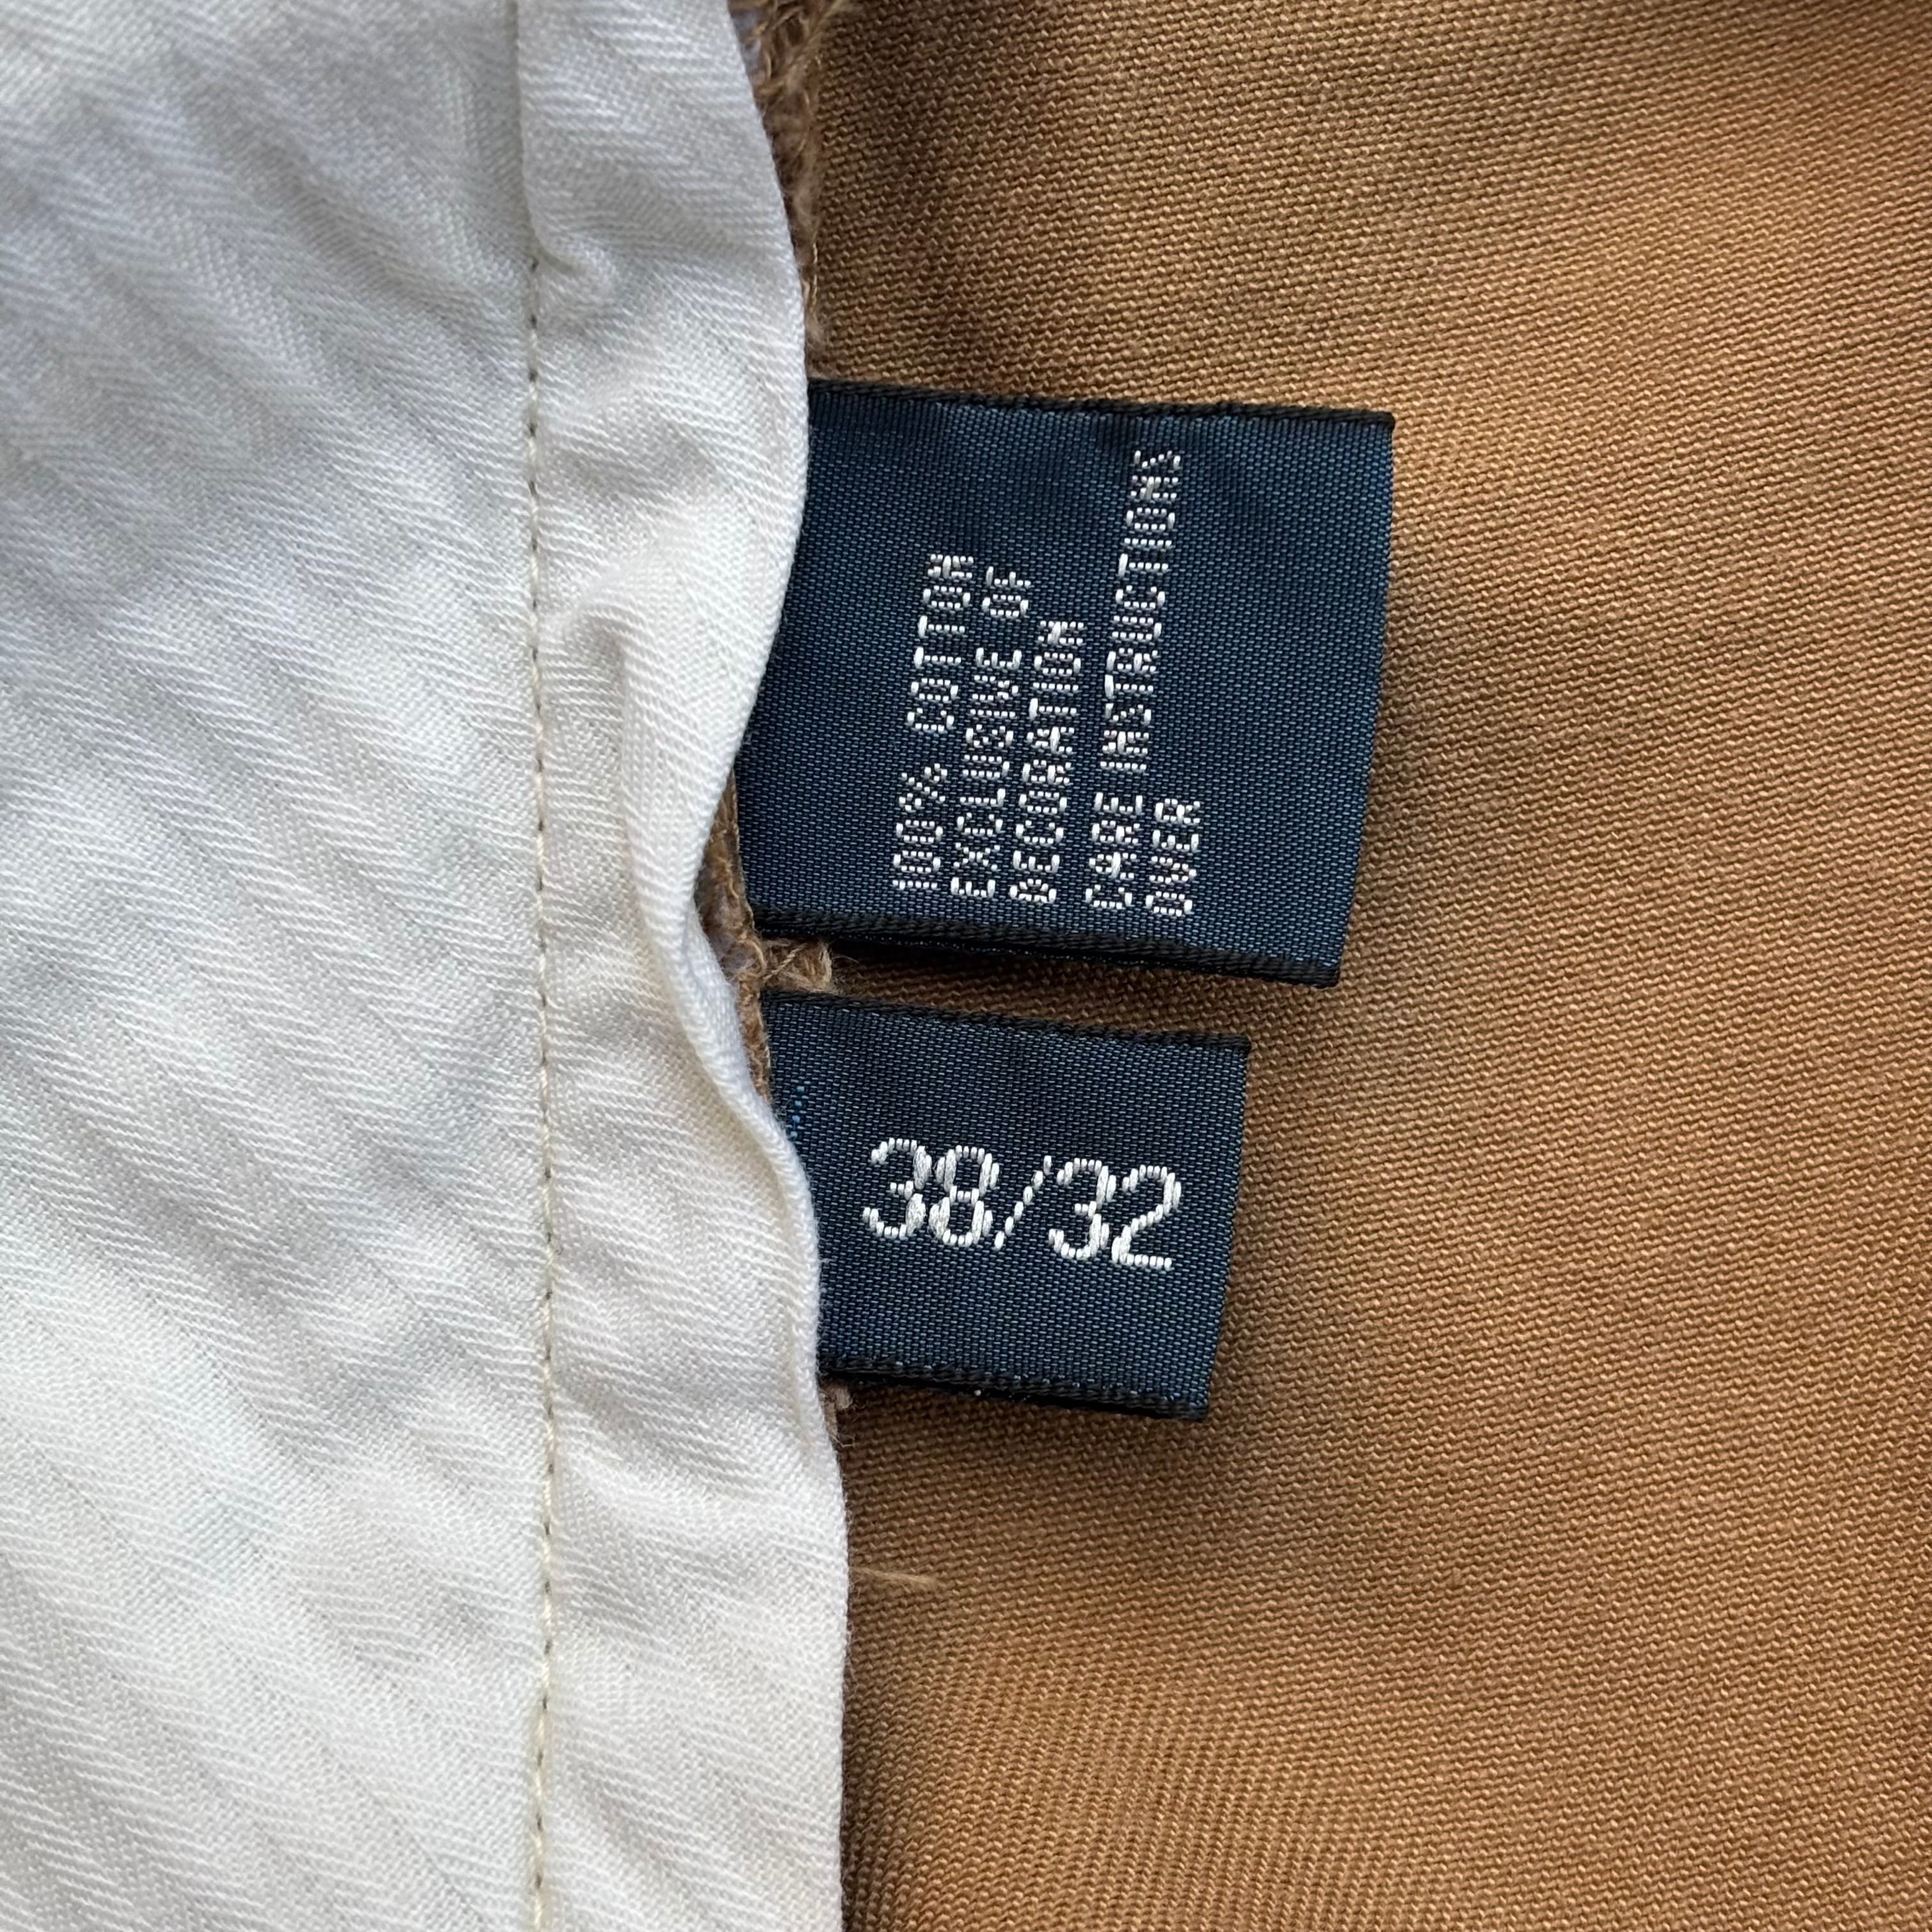 100% COTTON
EXCLUSIVE OF
DECORATION
CARE INSTRUCTIONS
OVER
38/32